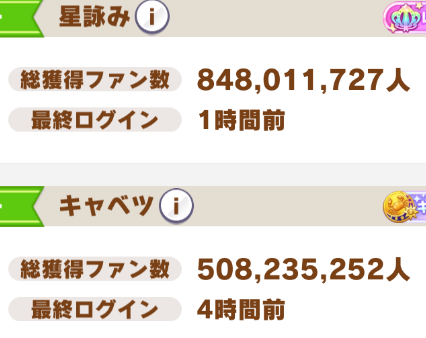 星詠み i
総獲得ファン数 848,011,727人
最終ログイン 1時間前
キャベツ i
総獲得ファン数 508,235,252人
最終ログイン 4時間前